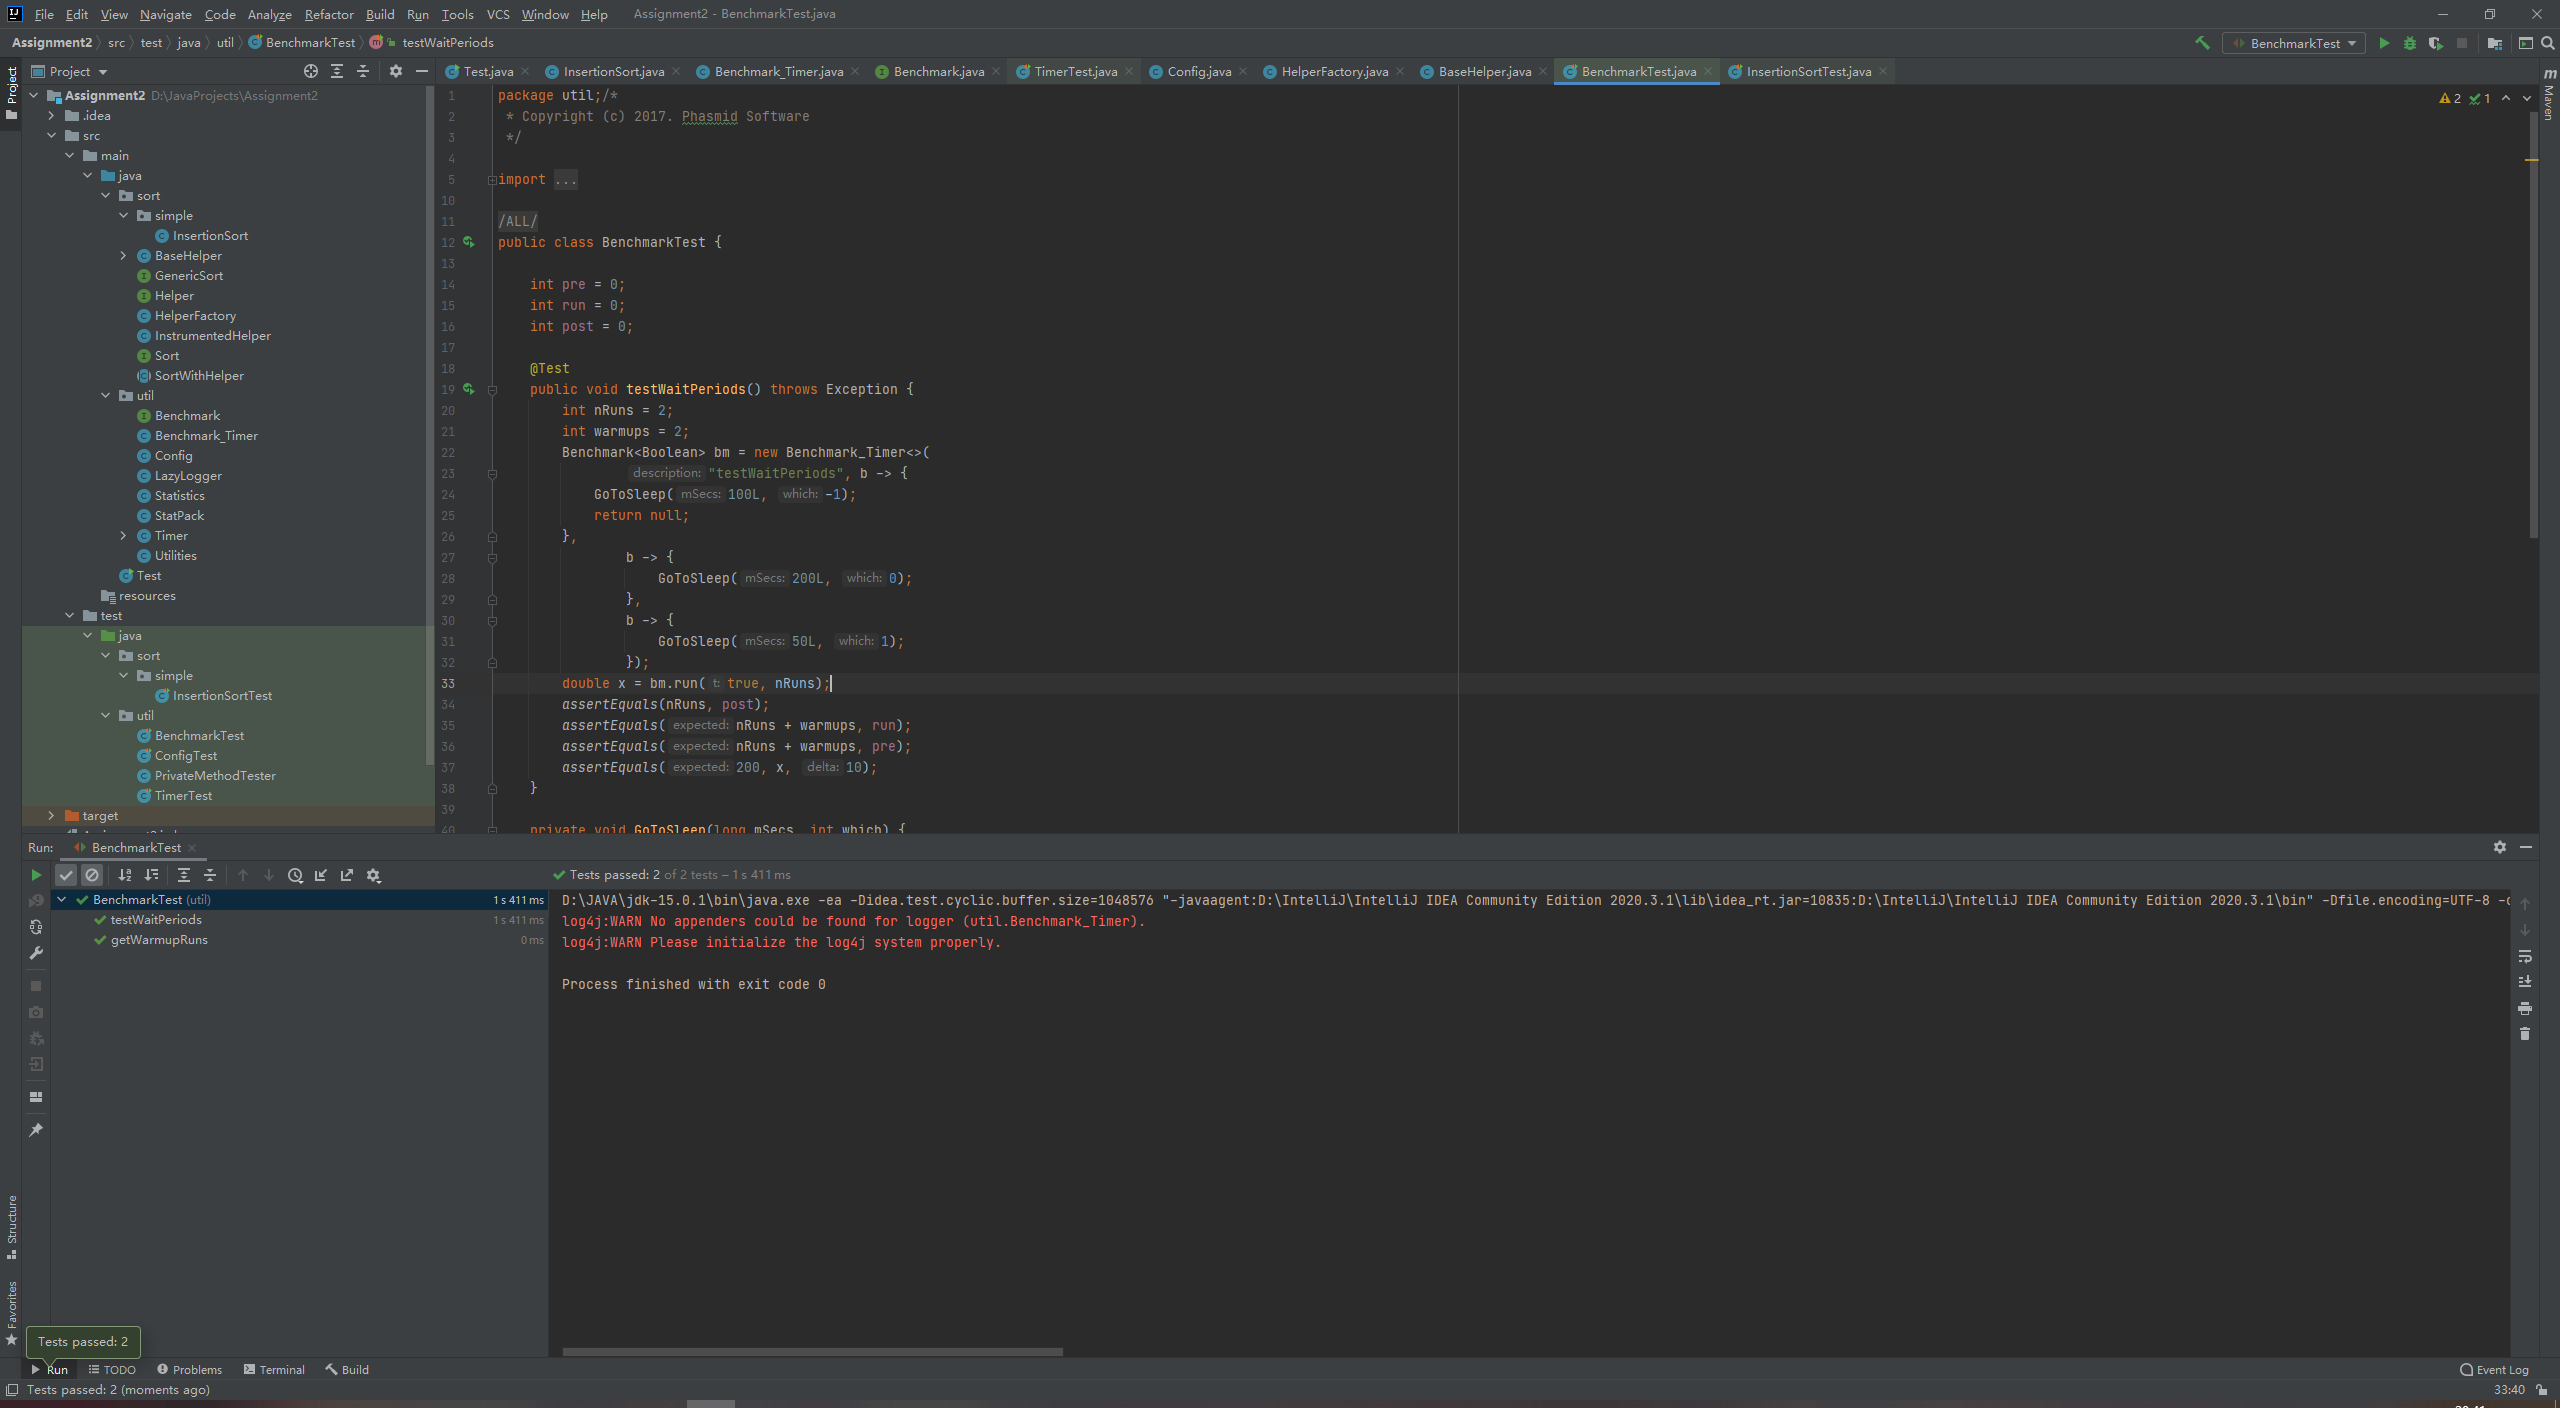 File Edit View Navigate Code Analyze Refactor Build Run Tools VCS Window Help Assignment2 - BenchmarkTest.java
Assignment2 src test java util BenchmarkTest testWaitPeriods BenchmarkTest
Project
Test.java InsertionSort.java Benchmark_Timer.java Benchmark.java TimerTest.java Config.java HelperFactory.java BaseHelper.java BenchmarkTest.java InsertionSortTest.java
Project
Maven
Assignment2 D:\JavaProjects\Assignment2
.idea
src
main
java
sort
simple
InsertionSort
BaseHelper
GenericSort
Helper
HelperFactory
InstrumentedHelper
Sort
SortWithHelper
util
Benchmark
Benchmark_Timer
Config
LazyLogger
Statistics
StatPack
Timer
Utilities
Test
resources
test
java
sort
simple
InsertionSortTest
util
BenchmarkTest
ConfigTest
PrivateMethodTester
TimerTest
target
2 1
1 package util;/*
2 * Copyright (c) 2017. Phasmid Software
3 */
4
5 import ...
10
11 /ALL/
12 public class BenchmarkTest {
13
14 int pre = 0;
15 int run = 0;
16 int post = 0;
17
18 @Test
19 public void testWaitPeriods() throws Exception {
20 int nRuns = 2;
21 int warmups = 2;
22 Benchmark<Boolean> bm = new Benchmark_Timer<>(
23 description: "testWaitPeriods", b -> {
24 GoToSleep( mSecs: 100L, which: -1);
25 return null;
26 },
27 b -> {
28 GoToSleep( mSecs: 200L, which: 0);
29 },
30 b -> {
31 GoToSleep( mSecs: 50L, which: 1);
32 });
33 double x = bm.run( t: true, nRuns);
34 assertEquals(nRuns, post);
35 assertEquals( expected: nRuns + warmups, run);
36 assertEquals( expected: nRuns + warmups, pre);
37 assertEquals( expected: 200, x, delta: 10);
38 }
39
40 private void GoToSleep(long mSecs, int which) {
Run: BenchmarkTest
Tests passed: 2 of 2 tests – 1 s 411 ms
BenchmarkTest (util) 1 s 411 ms
testWaitPeriods 1 s 411 ms
getWarmupRuns 0 ms
D:\JAVA\jdk-15.0.1\bin\java.exe -ea -Didea.test.cyclic.buffer.size=1048576 "-javaagent:D:\IntelliJ\IntelliJ IDEA Community Edition 2020.3.1\lib\idea_rt.jar=10835:D:\IntelliJ\IntelliJ IDEA Community Edition 2020.3.1\bin" -Dfile.encoding=UTF-8
log4j:WARN No appenders could be found for logger (util.Benchmark_Timer).
log4j:WARN Please initialize the log4j system properly.
Process finished with exit code 0
Structure
Favorites
Tests passed: 2
Run TODO Problems Terminal Build Event Log
Tests passed: 2 (moments ago) 33:40